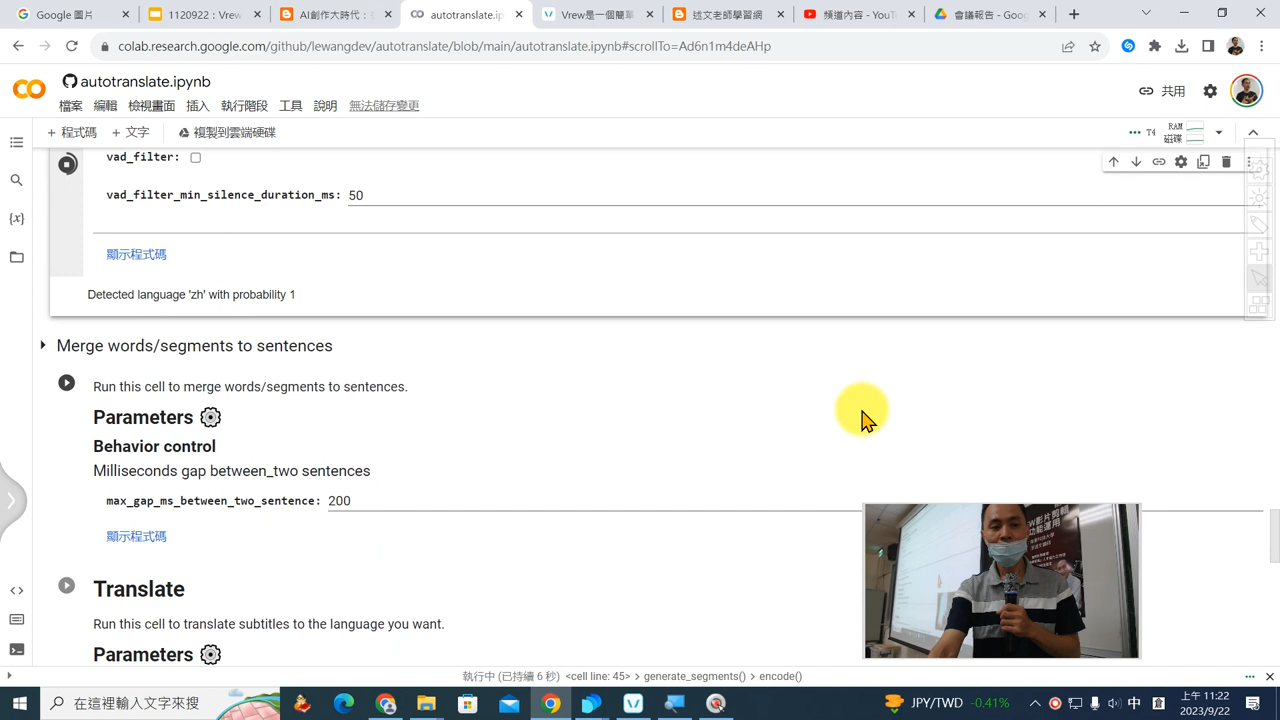 Google 圖片
1120922：Vrew
AI創作大時代：
autotranslate.ip
Vrew是一個簡
述文老師學習網
頻道內容 - YouT
會議報告 - Goog
colab.research.google.com/github/lewangdev/autotranslate/blob/main/autotranslate.ipynb#scrollTo=Ad6n1m4deAHp
autotranslate.ipynb
檔案 編輯 檢視畫面 插入 執行階段 工具 說明 無法儲存變更
共用
+ 程式碼 + 文字 複製到雲端硬碟
T4
RAM
磁碟
vad_filter:
vad_filter_min_silence_duration_ms: 50
顯示程式碼
Detected language 'zh' with probability 1
Merge words/segments to sentences
Run this cell to merge words/segments to sentences.
Parameters
Behavior control
Milliseconds gap between_two sentences
max_gap_ms_between_two_sentence: 200
顯示程式碼
Translate
Run this cell to translate subtitles to the language you want.
Parameters
執行中 (已持續 6 秒) <cell line: 45> > generate_segments() > encode()
在這裡輸入文字來搜
JPY/TWD -0.41%
中
上午 11:22
2023/9/22